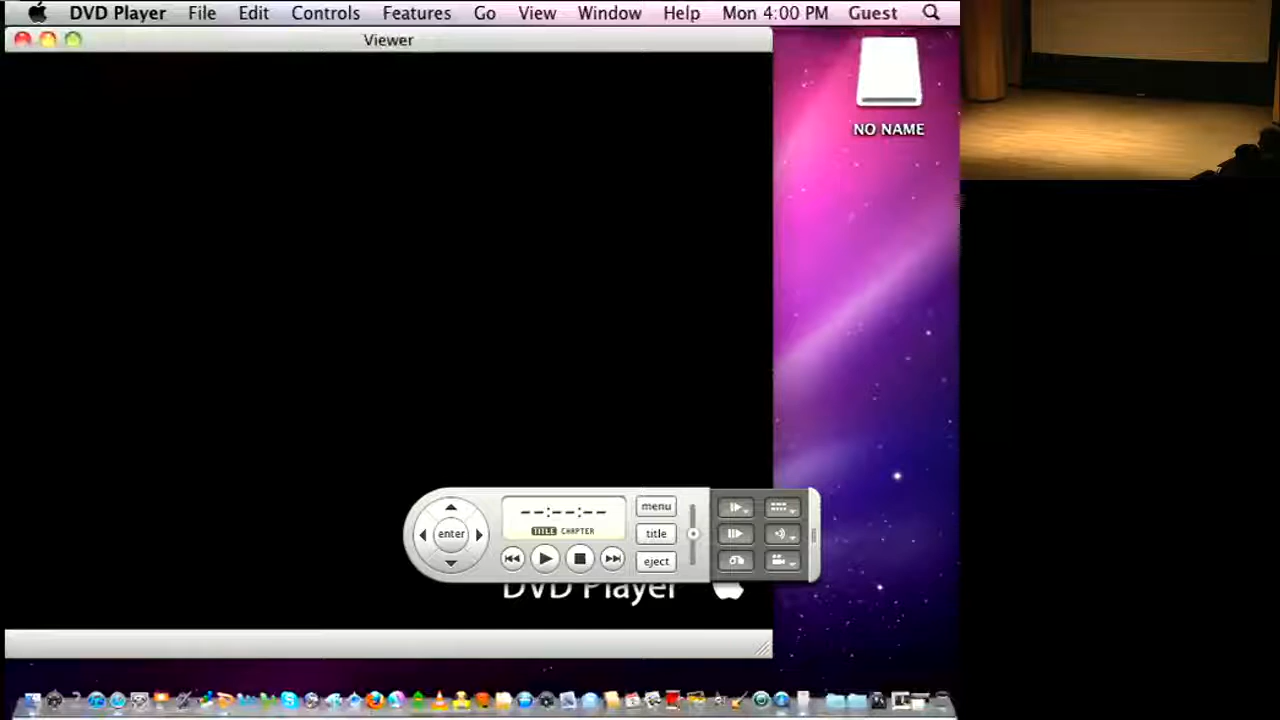 DVD Player File Edit Controls Features Go View Window Help Mon 4:00 PM Guest
Viewer
NO NAME
--:--:--
TITLE CHAPTER
enter
menu
title
eject
DVD Player